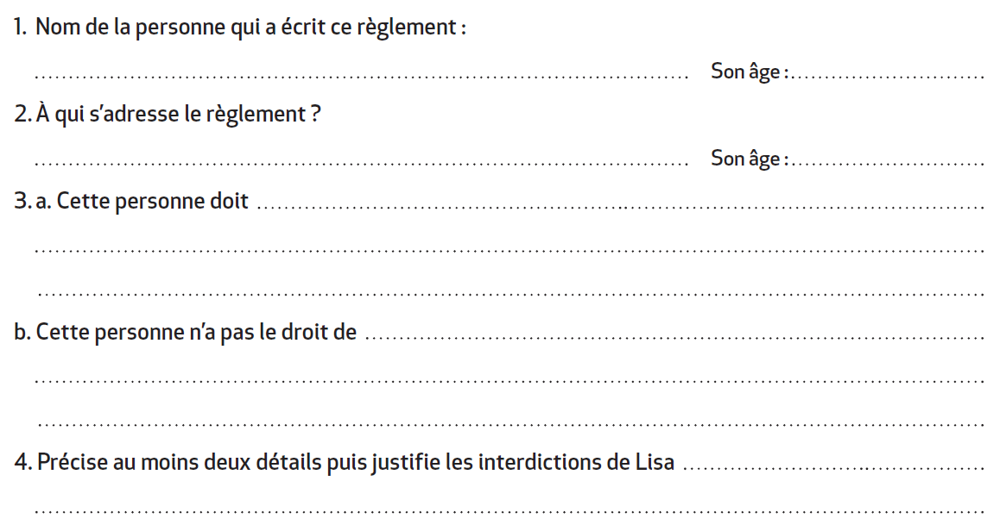 1. Nom de la personne qui a écrit ce règlement :
Son âge :
2. À qui s’adresse le règlement ?
Son âge :
3. a. Cette personne doit
b. Cette personne n’a pas le droit de
4. Précise au moins deux détails puis justifie les interdictions de Lisa